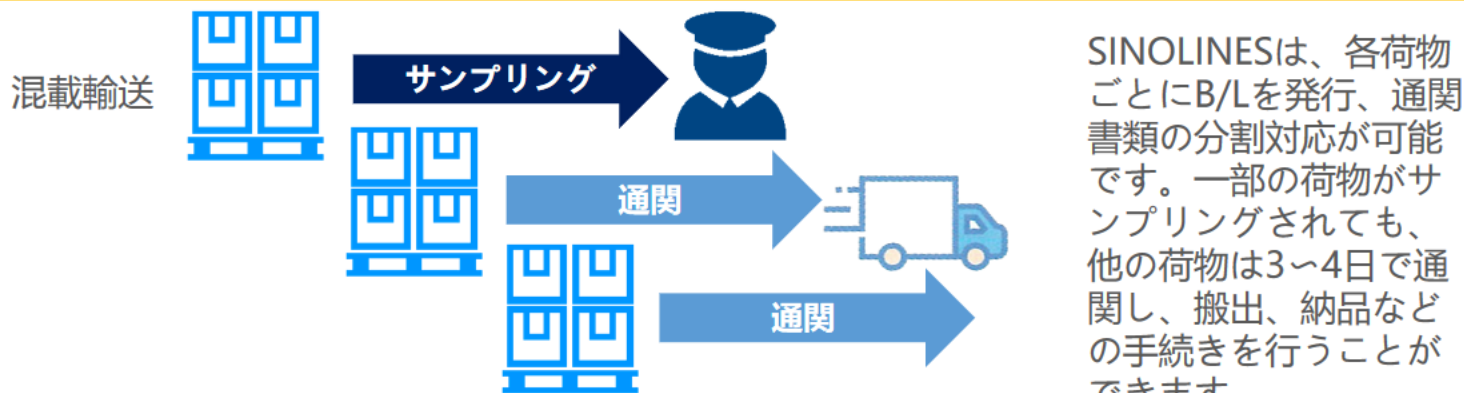 混載輸送
サンプリング
通関
通関
SINOLINESは、各荷物
ごとにB/Lを発行、通関
書類の分割対応が可能
です。一部の荷物がサ
ンプリングされても、
他の荷物は3〜4日で通
関し、搬出、納品など
の手続きを行うことが
できます